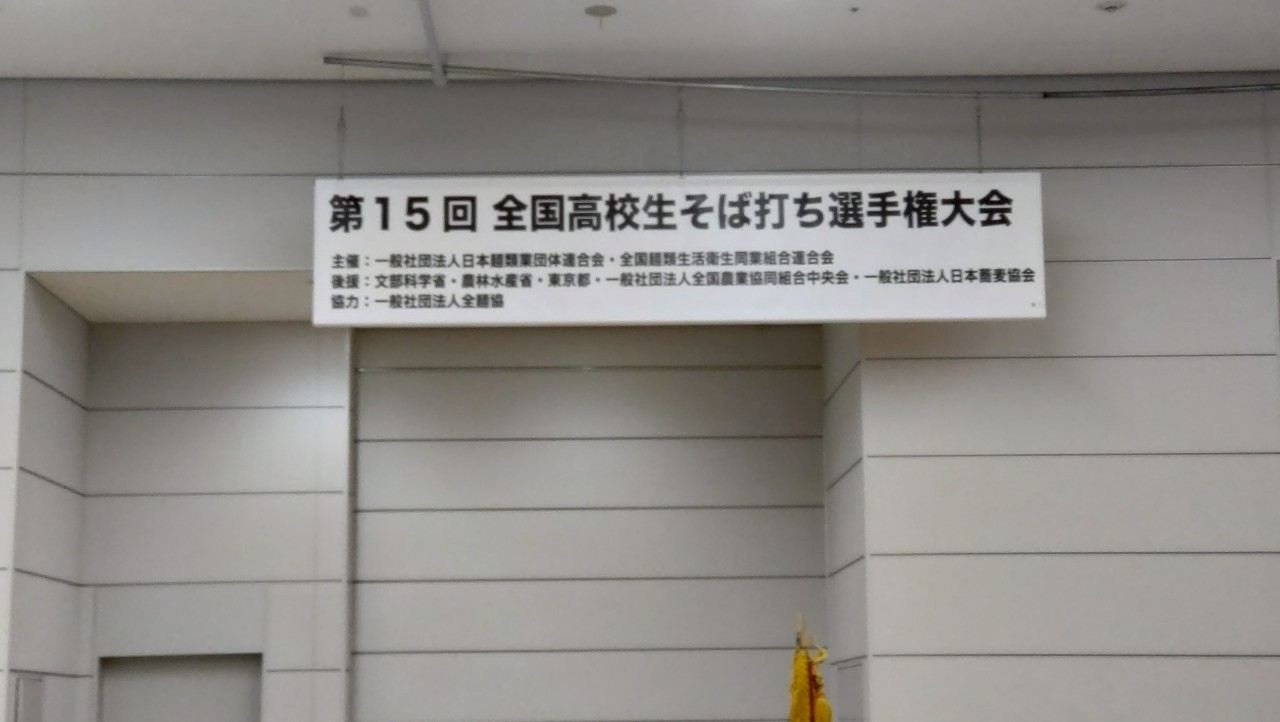 第15回 全国高校生そば打ち選手権大会
主催：一般社団法人日本麺類業団体連合会・全国麺類生活衛生同業組合連合会
後援：文部科学省・農林水産省・東京都・一般社団法人全国農業協同組合中央会・一般社団法人日本蕎麦協会
協力：一般社団法人全麺協